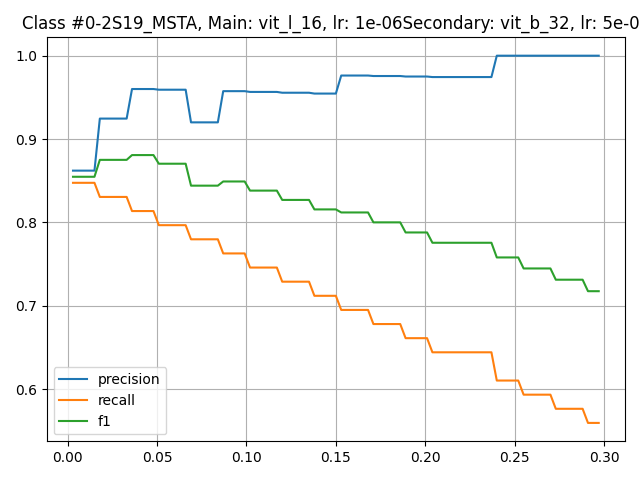 Class #0-2S19_MSTA, Main: vit_l_16, lr: 1e-06Secondary: vit_b_32, lr: 5e-0
1.0
0.9
0.8
0.7
0.6
precision
recall
f1
0.00 0.05 0.10 0.15 0.20 0.25 0.30